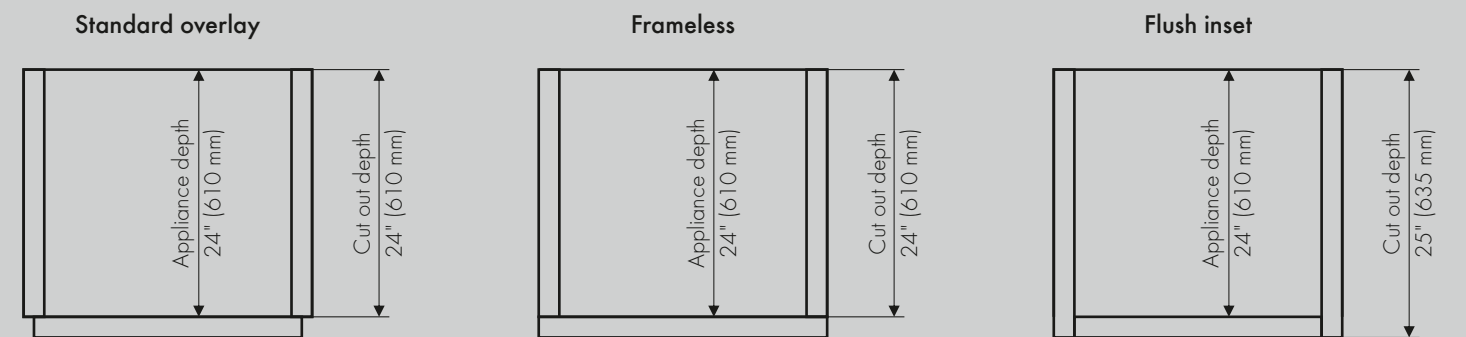 Standard overlay
Appliance depth
24" (610 mm)
Cut out depth
24" (610 mm)
Frameless
Appliance depth
24" (610 mm)
Cut out depth
24" (610 mm)
Flush inset
Appliance depth
24" (610 mm)
Cut out depth
25" (635 mm)